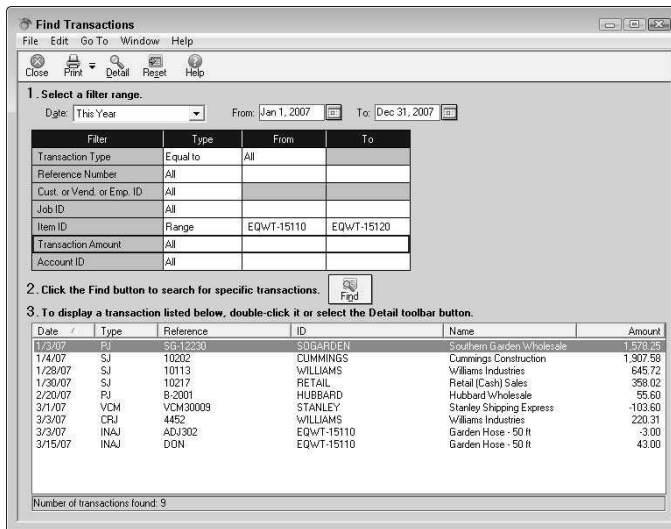 Find Transactions
File Edit Go To Window Help
Close Print Detail Reset Help
1. Select a filter range.
Date: This Year From: Jan 1, 2007 To: Dec 31, 2007
Filter Type From To
Transaction Type Equal to All
Reference Number All
Cust. or Vend. or Emp. ID All
Job ID All
Item ID Range EQWT-15110 EQWT-15120
Transaction Amount All
Account ID All
2. Click the Find button to search for specific transactions. Find
3. To display a transaction listed below, double-click it or select the Detail toolbar button.
Date / Type Reference ID Name Amount
1/3/07 PJ SG-12230 SOGARDEN Southern Garden Wholesale 1,578.25
1/4/07 SJ 10202 CUMMINGS Cummings Construction 1,907.58
1/28/07 SJ 10113 WILLIAMS Williams Industries 645.72
1/30/07 SJ 10217 RETAIL Retail (Cash) Sales 358.02
2/20/07 PJ B-2001 HUBBARD Hubbard Wholesale 55.60
3/1/07 VCM VCM30009 STANLEY Stanley Shipping Express -103.60
3/3/07 CRJ 4452 WILLIAMS Williams Industries 220.31
3/3/07 INAJ ADJ302 EQWT-15110 Garden Hose - 50 ft -3.00
3/15/07 INAJ DON EQWT-15110 Garden Hose - 50 ft 43.00
Number of transactions found: 9